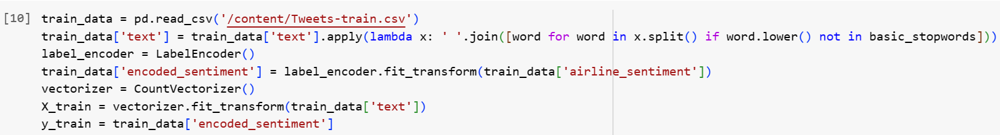 [10] train_data = pd.read_csv('/content/Tweets-train.csv')
train_data['text'] = train_data['text'].apply(lambda x: ' '.join([word for word in x.split() if word.lower() not in basic_stopwords]))
label_encoder = LabelEncoder()
train_data['encoded_sentiment'] = label_encoder.fit_transform(train_data['airline_sentiment'])
vectorizer = CountVectorizer()
X_train = vectorizer.fit_transform(train_data['text'])
y_train = train_data['encoded_sentiment']